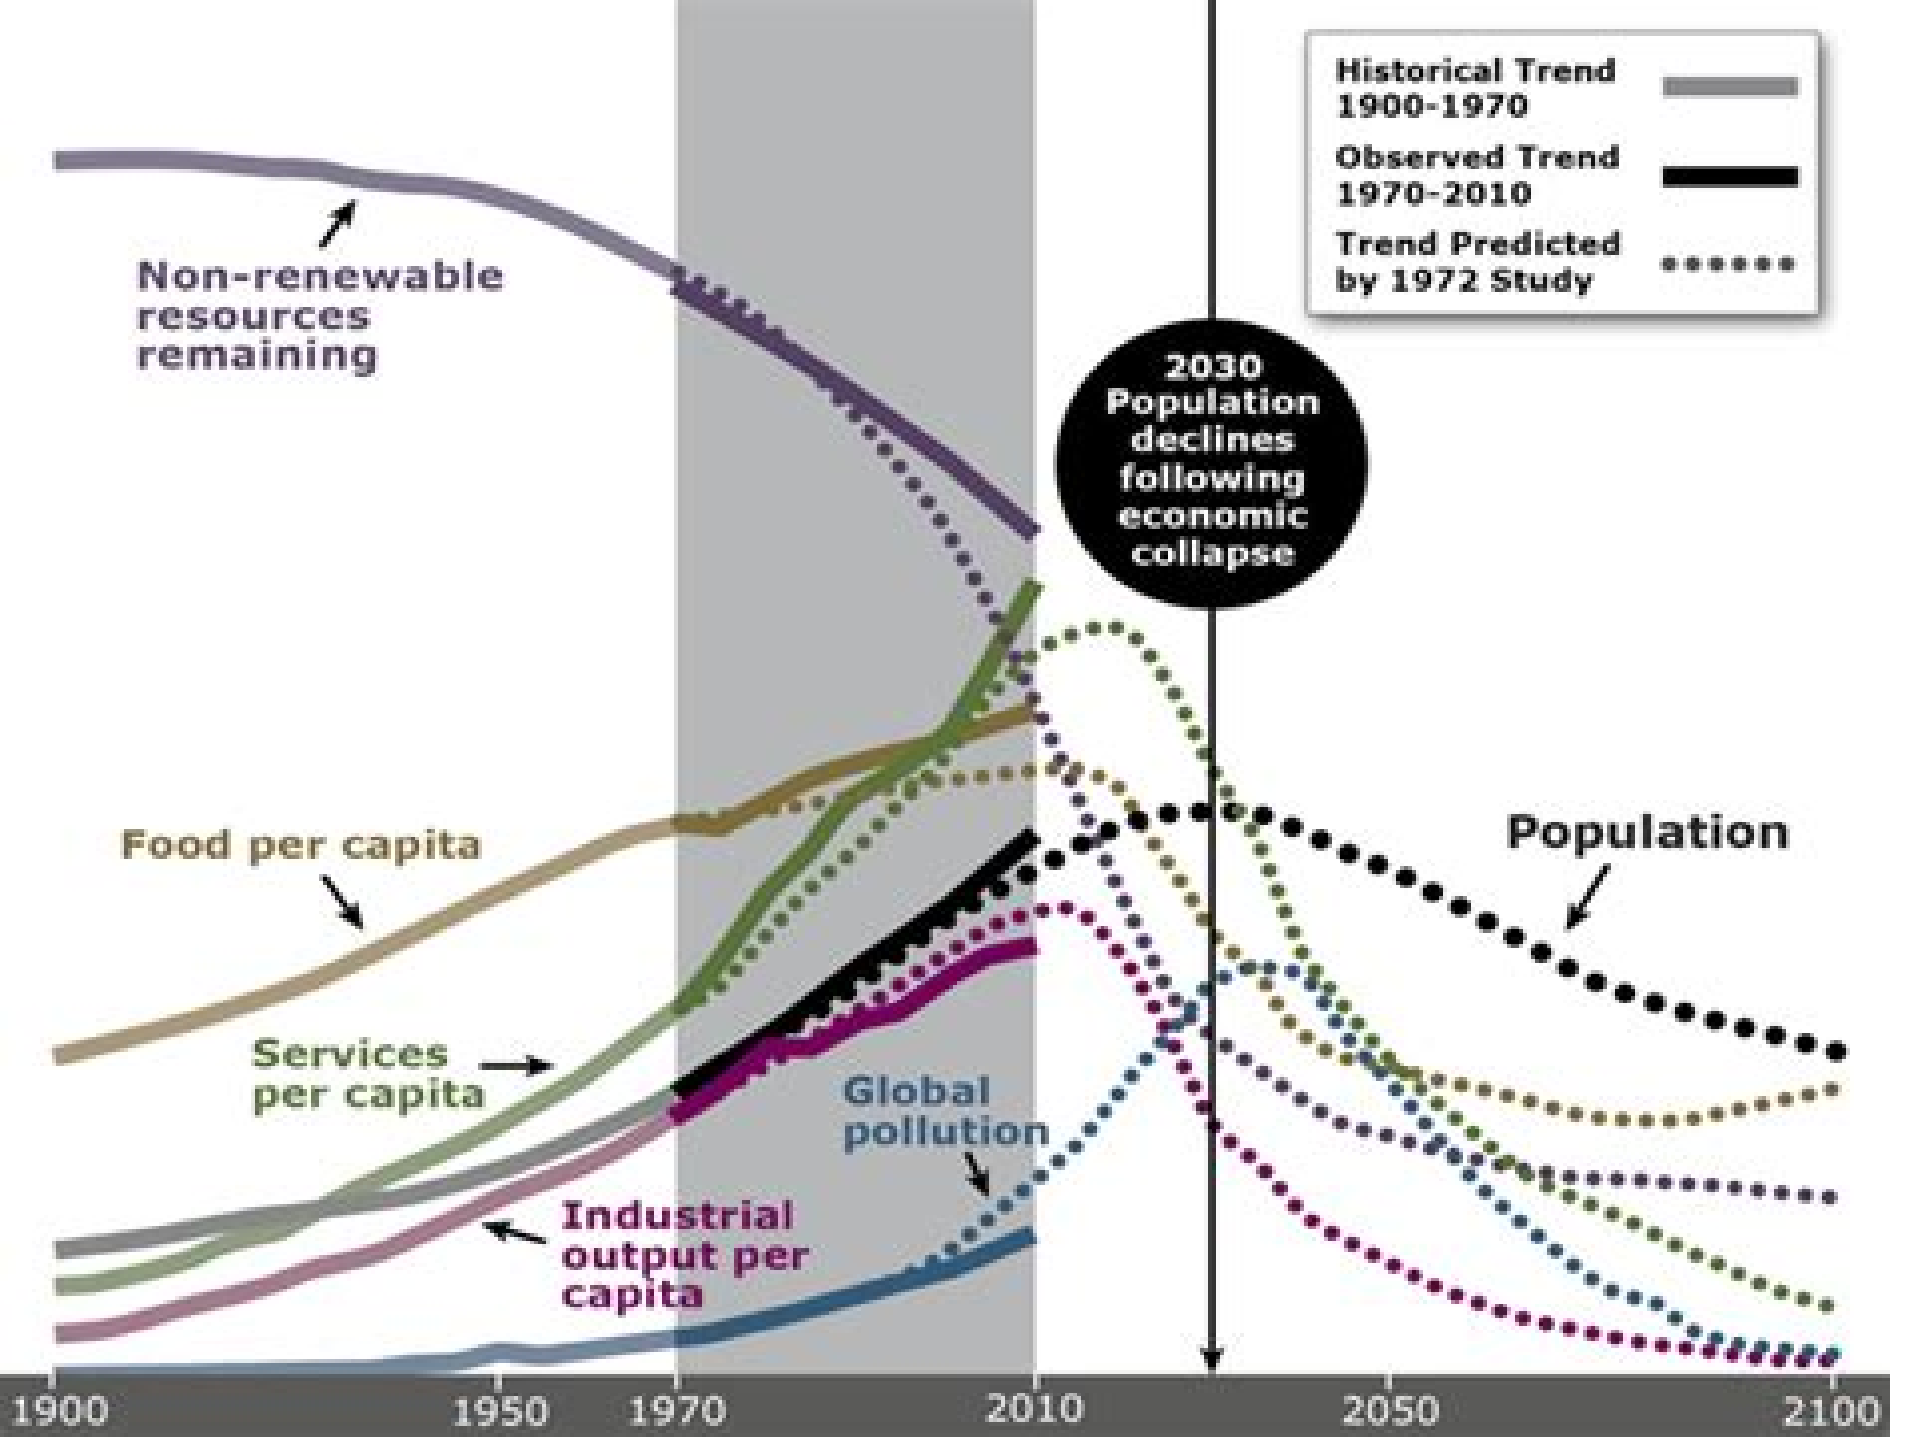 Historical Trend
1900-1970
Observed Trend
1970-2010
Trend Predicted
by 1972 Study
Non-renewable
resources
remaining
2030
Population
declines
following
economic
collapse
Food per capita
Population
Services
per capita
Global
pollution
Industrial
output per
capita
1900 1950 1970 2010 2050 2100